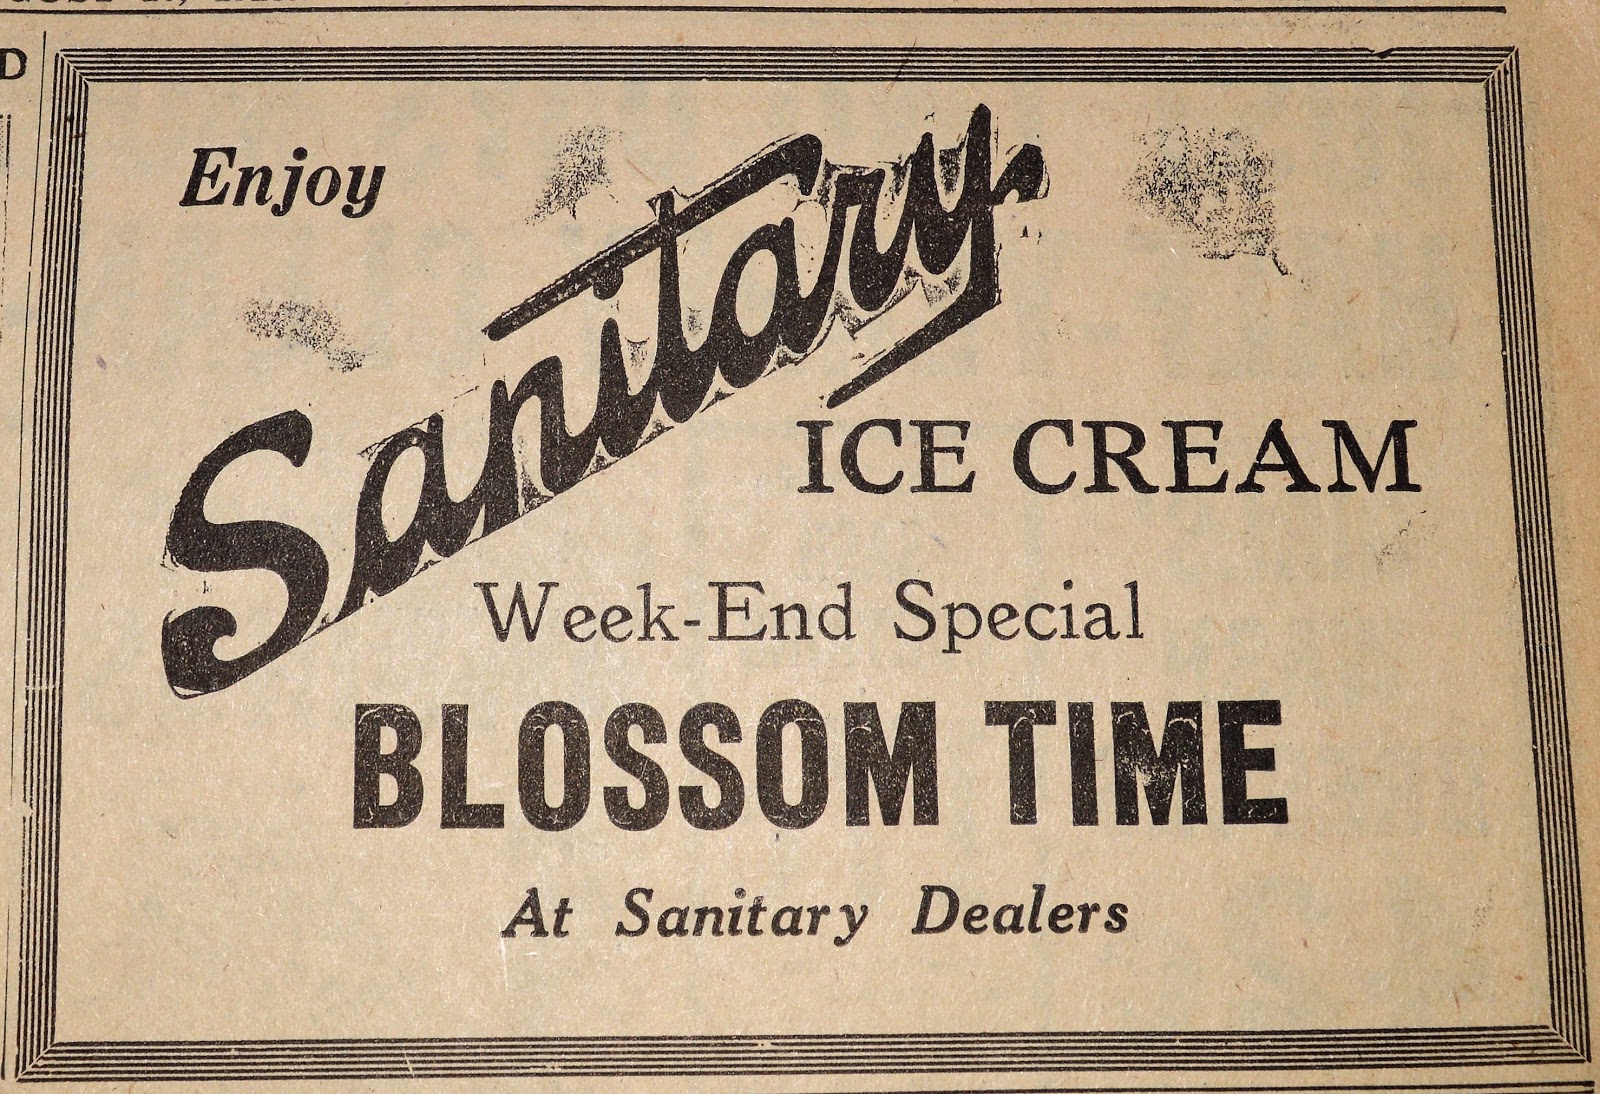 Enjoy
Sanitary
ICE CREAM
Week-End Special
BLOSSOM TIME
At Sanitary Dealers